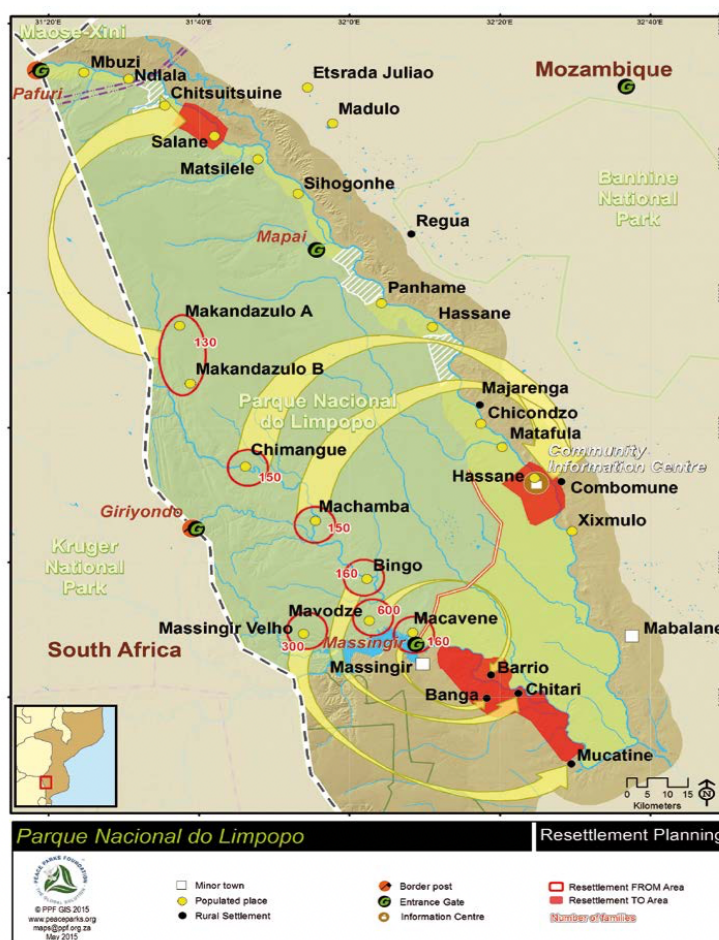 31°20'
31°40'
32°0'
32°20'
32°40'
Maose-Xini
Mbuzi
Ndlala
Pafuri
Chitsuitsuine
Etsrada Juliao
Madulo
Mozambique
Salane
Matsilele
Sihogonhe
Banhine
National
Park
Regua
Mapai
Panhame
Hassane
Makandazulo A
130
Makandazulo B
Parque Nacional
do Limpopo
Majarenga
Chicondzo
Matafula
Chimangue
150
Community
Information Centre
Hassane
Combomune
Machamba
150
Xixmulo
Giriyondo
Kruger
National
Park
Bingo
160
Mavodze
600
Macavene
160
Massingir Velho
300
Massingir
Mabalane
South Africa
Massingir
Barrio
Banga
Chitari
Mucatine
0 5 10 15
Kilometers
N
Parque Nacional do Limpopo
Resettlement Planning
PEACE PARKS FOUNDATION
THE GLOBAL SOLUTION
© PPF GIS 2015
www.peaceparks.org
maps@ppf.org.za
May 2015
Minor town
Populated place
Rural Settlement
Border post
Entrance Gate
Information Centre
Resettlement FROM Area
Resettlement TO Area
Number of families